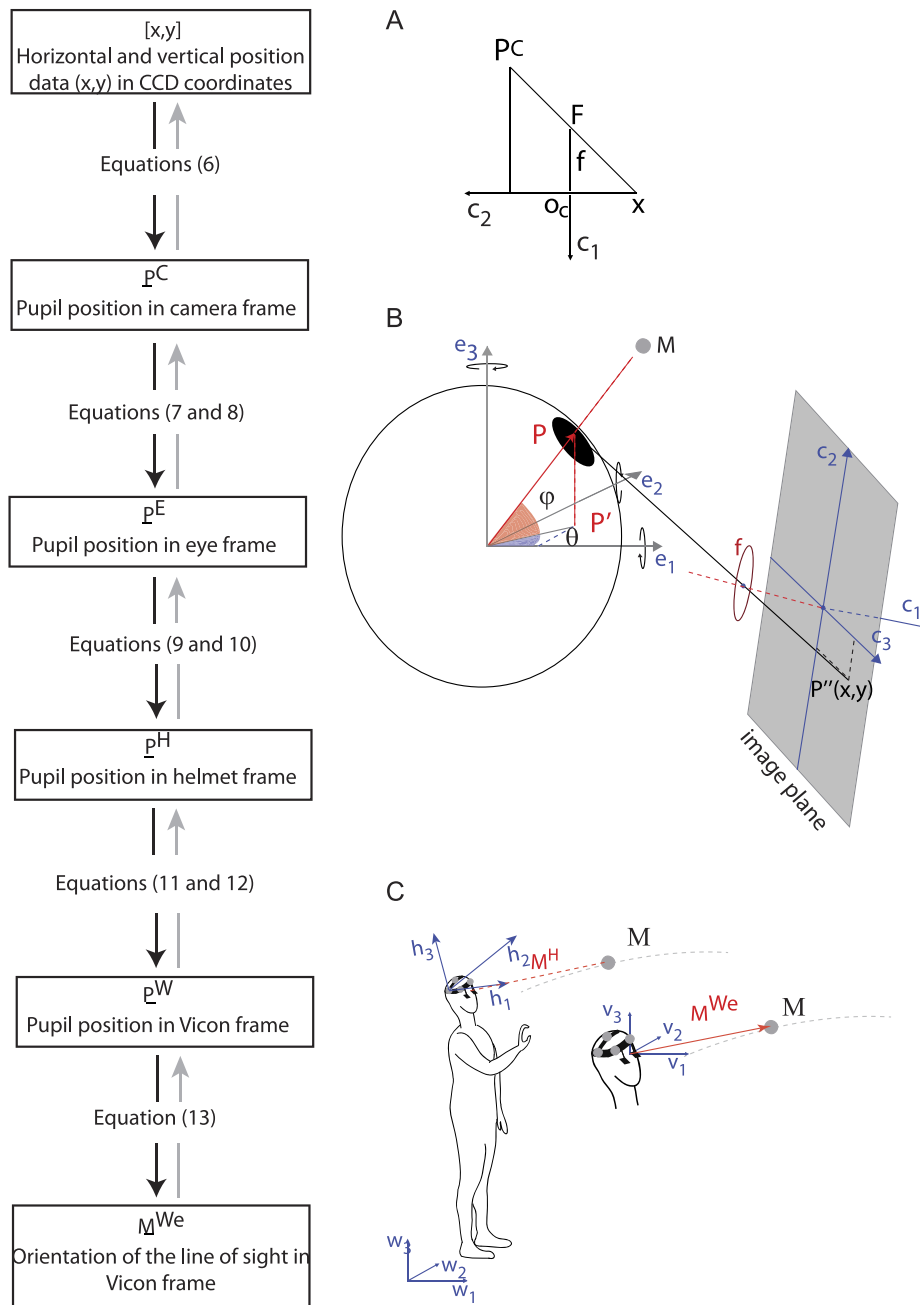 [x,y]
Horizontal and vertical position
data (x,y) in CCD coordinates
Equations (6)
P^C
Pupil position in camera frame
Equations (7 and 8)
P^E
Pupil position in eye frame
Equations (9 and 10)
P^H
Pupil position in helmet frame
Equations (11 and 12)
P^W
Pupil position in Vicon frame
Equation (13)
M^We
Orientation of the line of sight in
Vicon frame
A
PC
F
f
c2
oc
x
c1
B
e3
M
P
φ
e2
P'
θ
e1
f
c2
c1
c3
P''(x,y)
image plane
C
h3
h2
M^H
h1
M
v3
v2
v1
M^We
M
w3
w2
w1